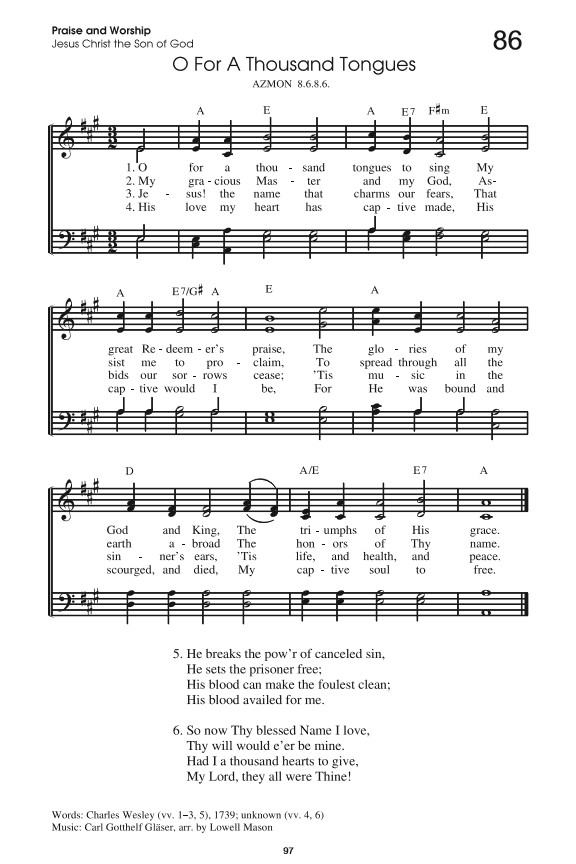 Praise and Worship
Jesus Christ the Son of God
86
O For A Thousand Tongues
AZMON 8.6.8.6.
A E A E7 F#m E
1. O for a thou - sand tongues to sing My
2. My gra - cious Mas - ter and my God, As-
3. Je - sus! the name that charms our fears, That
4. His love my heart has cap - tive made, His
A E7/G# A E A
great Re - deem - er's praise, The glo - ries of my
sist me to pro - claim, To spread through all the
bids our sor - rows cease; 'Tis mu - sic in the
cap - tive would I be, For He was bound and
D A/E E7 A
God and King, The tri - umphs of His grace.
earth a - broad The hon - ors of Thy name.
sin - ner's ears, 'Tis life, and health, and peace.
scourged, and died, My cap - tive soul to free.
5. He breaks the pow'r of canceled sin,
He sets the prisoner free;
His blood can make the foulest clean;
His blood availed for me.
6. So now Thy blessed Name I love,
Thy will would e'er be mine.
Had I a thousand hearts to give,
My Lord, they all were Thine!
Words: Charles Wesley (vv. 1–3, 5), 1739; unknown (vv. 4, 6)
Music: Carl Gotthelf Gläser, arr. by Lowell Mason
97